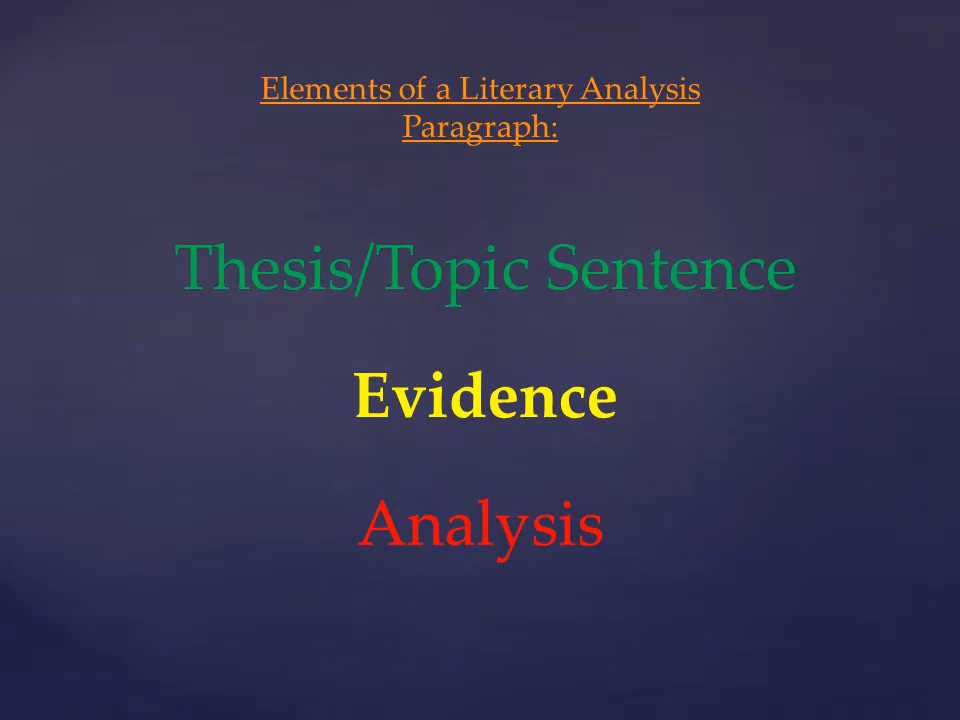 Elements of a Literary Analysis
Paragraph:
Thesis/Topic Sentence
Evidence
Analysis